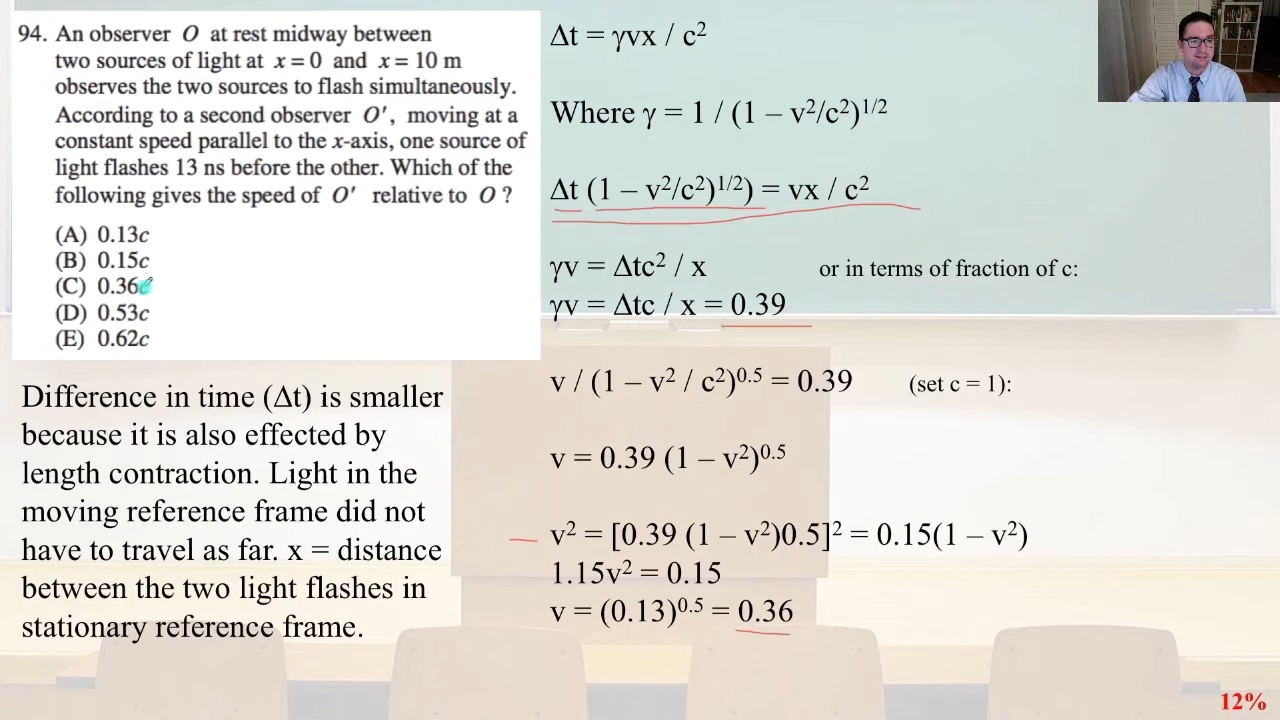 94. An observer O at rest midway between
two sources of light at x = 0 and x = 10 m
observes the two sources to flash simultaneously.
According to a second observer O′, moving at a
constant speed parallel to the x-axis, one source of
light flashes 13 ns before the other. Which of the
following gives the speed of O′ relative to O ?
(A) 0.13c
(B) 0.15c
(C) 0.36c
(D) 0.53c
(E) 0.62c
Difference in time (Δt) is smaller
because it is also effected by
length contraction. Light in the
moving reference frame did not
have to travel as far. x = distance
between the two light flashes in
stationary reference frame.
Δt = γvx / c²
Where γ = 1 / (1 – v²/c²)¹/²
Δt (1 – v²/c²)¹/²) = vx / c²
γv = Δtc² / x or in terms of fraction of c:
γv = Δtc / x = 0.39
v / (1 – v² / c²)⁰·⁵ = 0.39 (set c = 1):
v = 0.39 (1 – v²)⁰·⁵
v² = [0.39 (1 – v²)0.5]² = 0.15(1 – v²)
1.15v² = 0.15
v = (0.13)⁰·⁵ = 0.36
12%